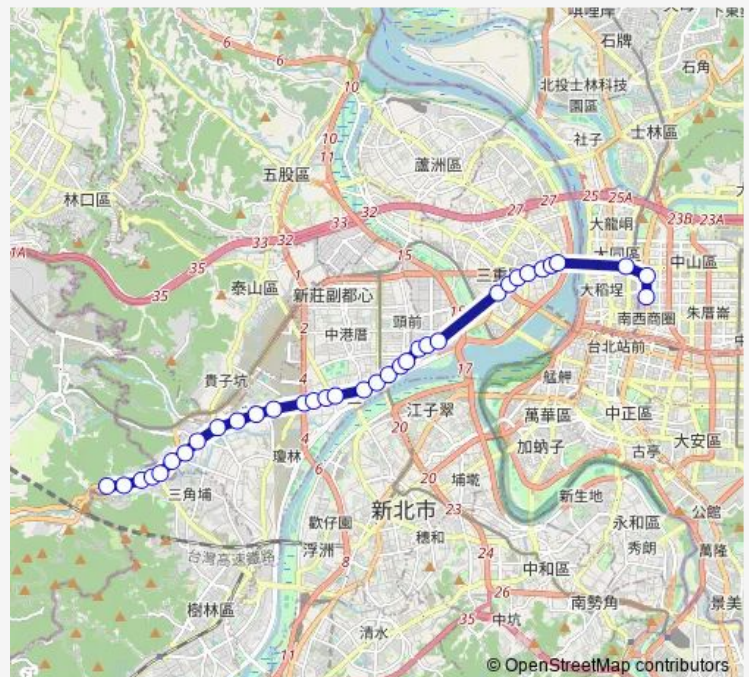 石牌
石角
北投士林科技
園區
社子
士林區
蘆洲區
五股區
林口區
大龍峒
大同區
中山區
泰山區
新莊副都心
三重
大稻埕
南西商圈
朱厝崙
台北站前
中港厝
頭前
貴子坑
艋舺
萬華區
中正區
大安區
江子翠
加蚋子
古亭
瓊林
三角埔
新北市
埔墘
新生地
公館
永和區
秀朗
萬隆
歡仔園
浮洲
穗和
台灣高速鐵路
中和區
樹林區
南勢角
景美
清水
中坑
6
6
10
10
11
11
33
32
33
32
35
35
1A
27
27
25
25A
23B
23A
15
1
2
4
4
6
8
11
17
20
20
23
24
26
35
© OpenStreetMap contributors